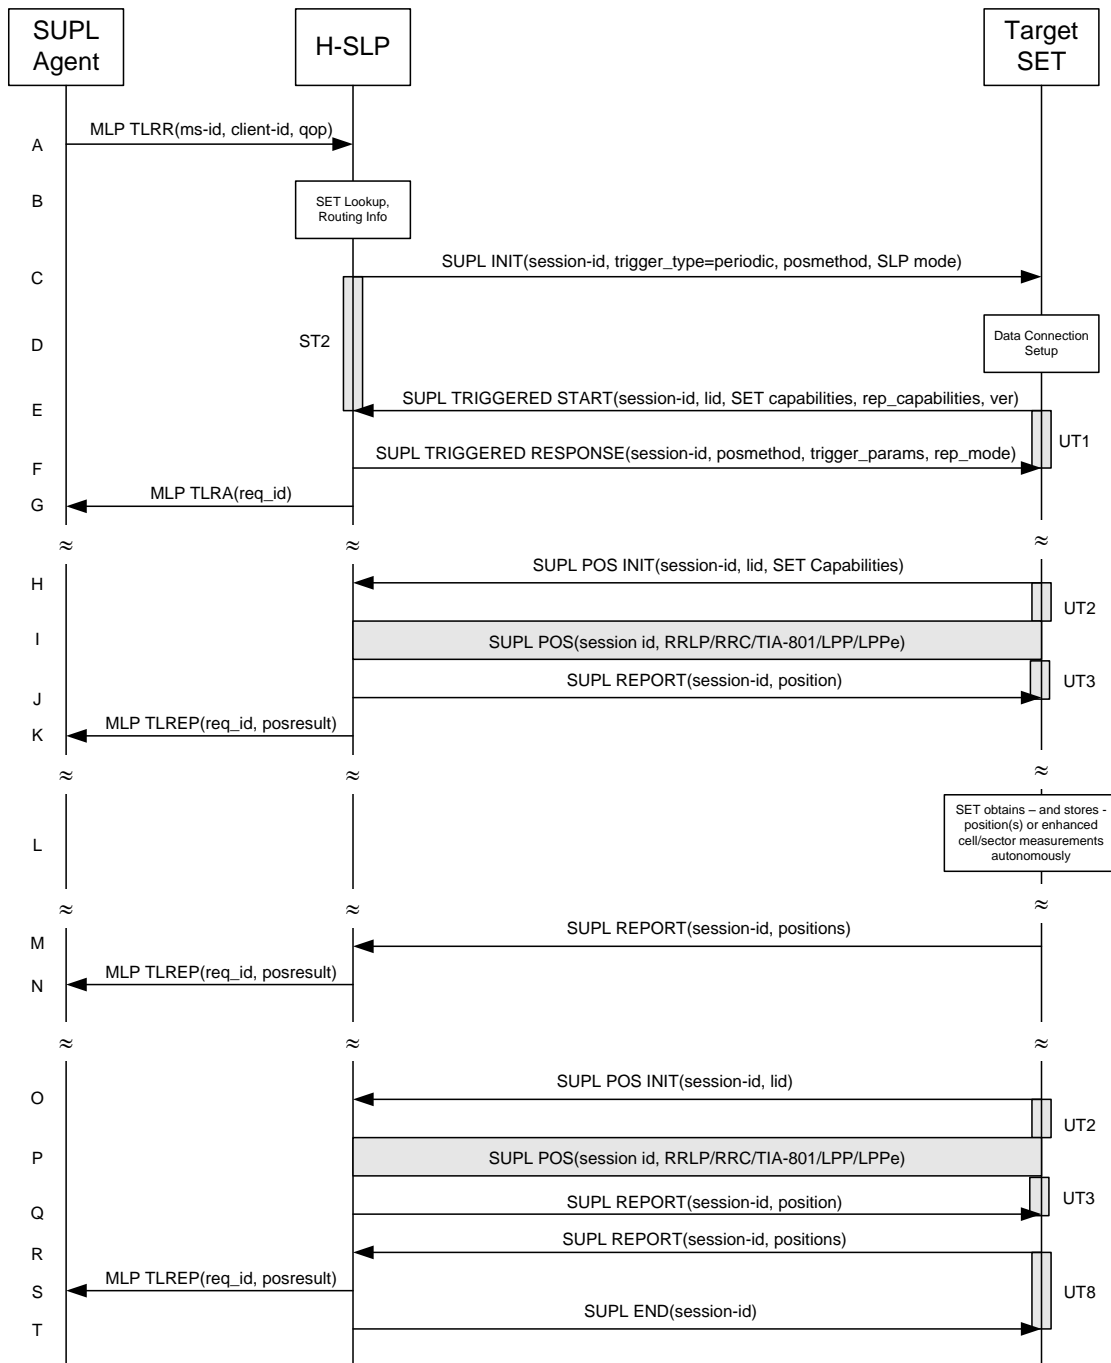 SUPL
Agent
H-SLP
Target
SET
A
MLP TLRR(ms-id, client-id, qop)
B
SET Lookup,
Routing Info
C
SUPL INIT(session-id, trigger_type=periodic, posmethod, SLP mode)
D
ST2
Data Connection
Setup
E
SUPL TRIGGERED START(session-id, lid, SET capabilities, rep_capabilities, ver)
UT1
F
SUPL TRIGGERED RESPONSE(session-id, posmethod, trigger_params, rep_mode)
G
MLP TLRA(req_id)
≈ ≈ ≈
H
SUPL POS INIT(session-id, lid, SET Capabilities)
UT2
I
SUPL POS(session id, RRLP/RRC/TIA-801/LPP/LPPe)
J
SUPL REPORT(session-id, position)
UT3
K
MLP TLREP(req_id, posresult)
≈ ≈ ≈
L
SET obtains – and stores -
position(s) or enhanced
cell/sector measurements
autonomously
≈ ≈ ≈
M
SUPL REPORT(session-id, positions)
N
MLP TLREP(req_id, posresult)
≈ ≈ ≈
O
SUPL POS INIT(session-id, lid)
UT2
P
SUPL POS(session id, RRLP/RRC/TIA-801/LPP/LPPe)
Q
SUPL REPORT(session-id, position)
UT3
R
SUPL REPORT(session-id, positions)
S
MLP TLREP(req_id, posresult)
UT8
T
SUPL END(session-id)